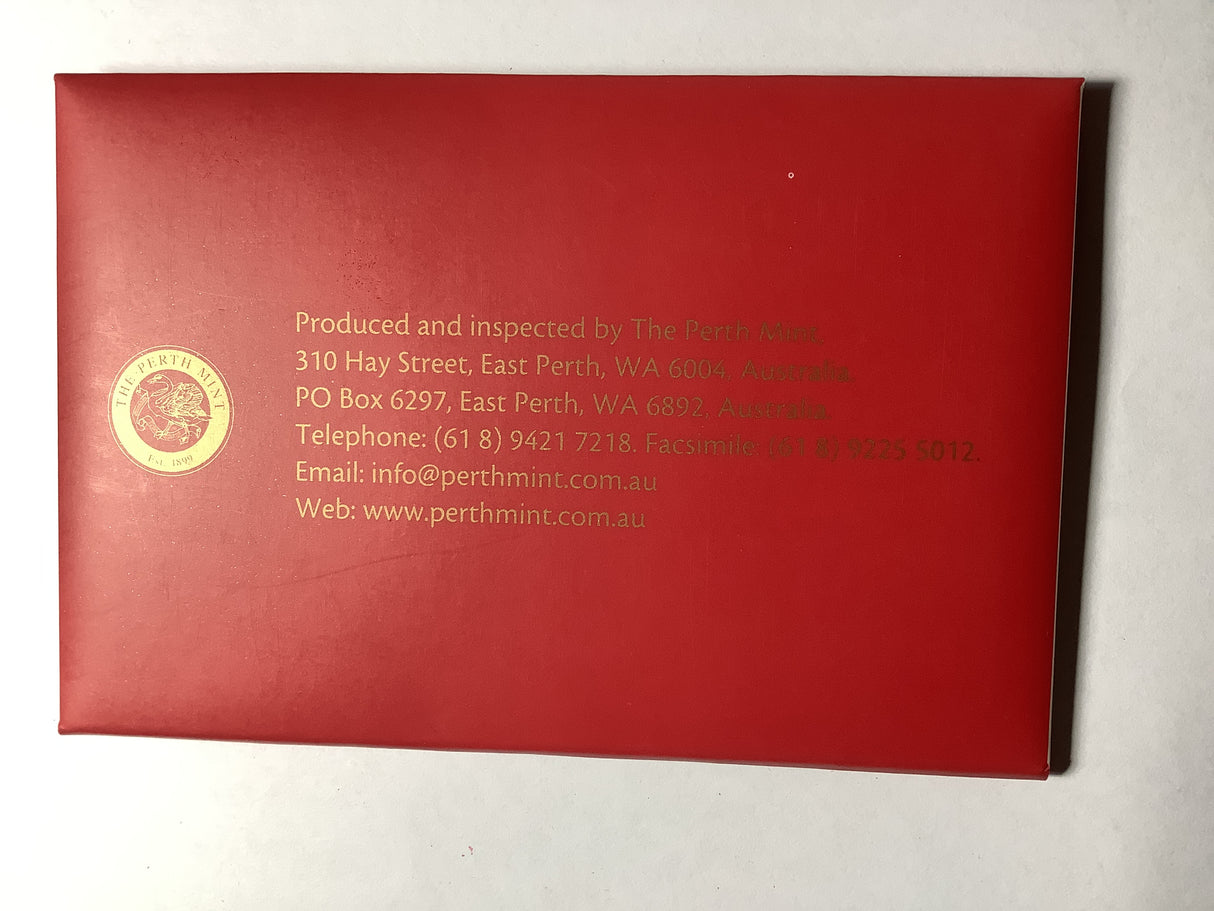 THE PERTH MINT
EST. 1899
Produced and inspected by The Perth Mint,
310 Hay Street, East Perth, WA 6004, Australia.
PO Box 6297, East Perth, WA 6892, Australia.
Telephone: (61 8) 9421 7218. Facsimile: (61 8) 9225 5012.
Email: info@perthmint.com.au
Web: www.perthmint.com.au